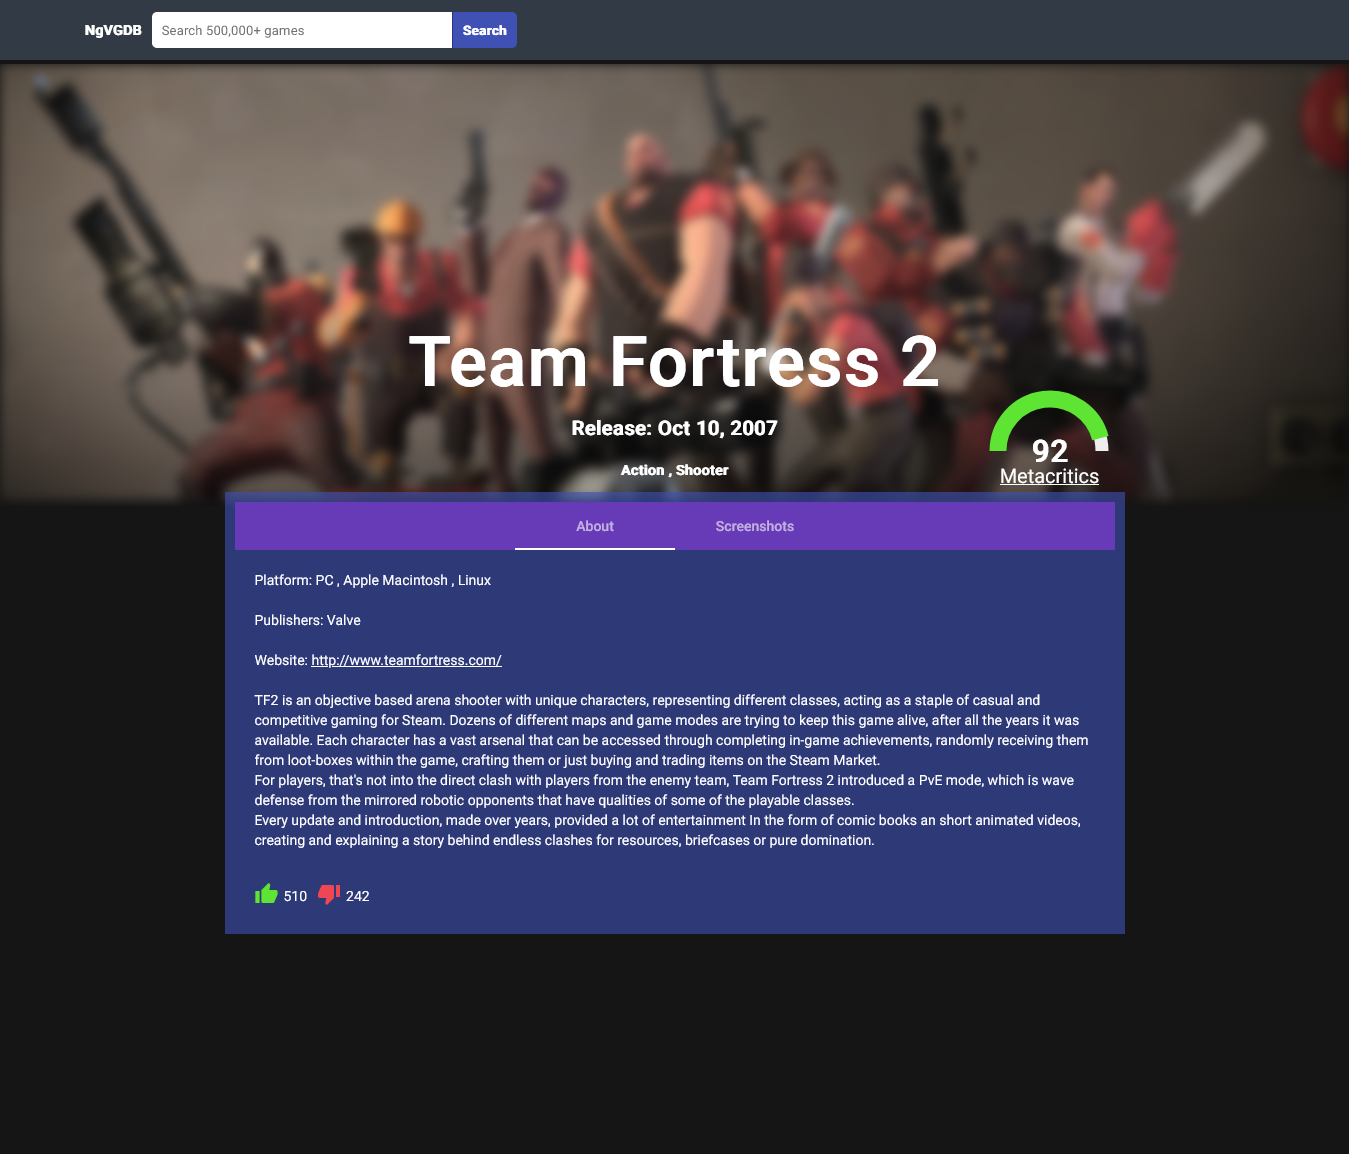 NgVGDB
Search 500,000+ games
Search
Team Fortress 2
Release: Oct 10, 2007
Action , Shooter
92
Metacritics
About
Screenshots
Platform: PC , Apple Macintosh , Linux
Publishers: Valve
Website: http://www.teamfortress.com/
TF2 is an objective based arena shooter with unique characters, representing different classes, acting as a staple of casual and
competitive gaming for Steam. Dozens of different maps and game modes are trying to keep this game alive, after all the years it was
available. Each character has a vast arsenal that can be accessed through completing in-game achievements, randomly receiving them
from loot-boxes within the game, crafting them or just buying and trading items on the Steam Market.
For players, that's not into the direct clash with players from the enemy team, Team Fortress 2 introduced a PvE mode, which is wave
defense from the mirrored robotic opponents that have qualities of some of the playable classes.
Every update and introduction, made over years, provided a lot of entertainment In the form of comic books an short animated videos,
creating and explaining a story behind endless clashes for resources, briefcases or pure domination.
510
242